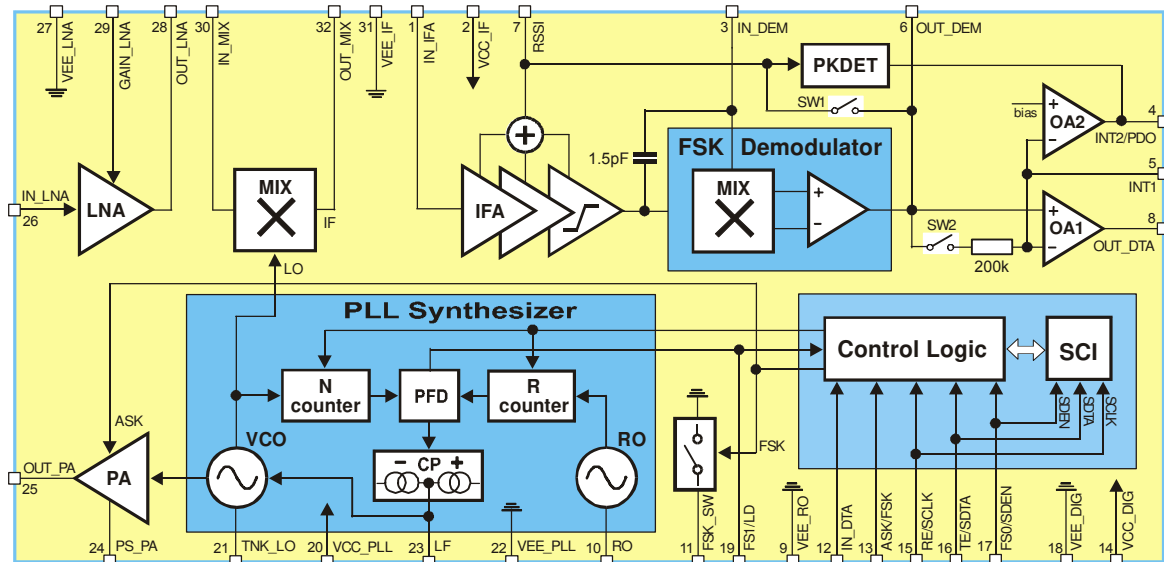 27
VEE_LNA
29
GAIN_LNA
28
OUT_LNA
30
IN_MIX
32
OUT_MIX
31
VEE_IF
1
IN_IFA
2
VCC_IF
7
RSSI
3
IN_DEM
6
OUT_DEM
PKDET
SW1
bias
+
−
OA2
4
INT2/PDO
5
INT1
+
−
OA1
8
OUT_DTA
SW2
200k
IN_LNA
26
LNA
MIX
IF
LO
+
IFA
1.5pF
FSK Demodulator
MIX
+
−
PLL Synthesizer
N
counter
PFD
R
counter
VCO
− CP +
RO
ASK
PA
OUT_PA
25
FSK
Control Logic
SCI
SDEN
SDTA
SCLK
24
PS_PA
21
TNK_LO
20
VCC_PLL
23
LF
22
VEE_PLL
10
RO
11
FSK_SW
19
FS1/LD
9
VEE_RO
12
IN_DTA
13
ASK/FSK
15
RE/SCLK
16
TE/SDTA
17
FS0/SDEN
18
VEE_DIG
14
VCC_DIG